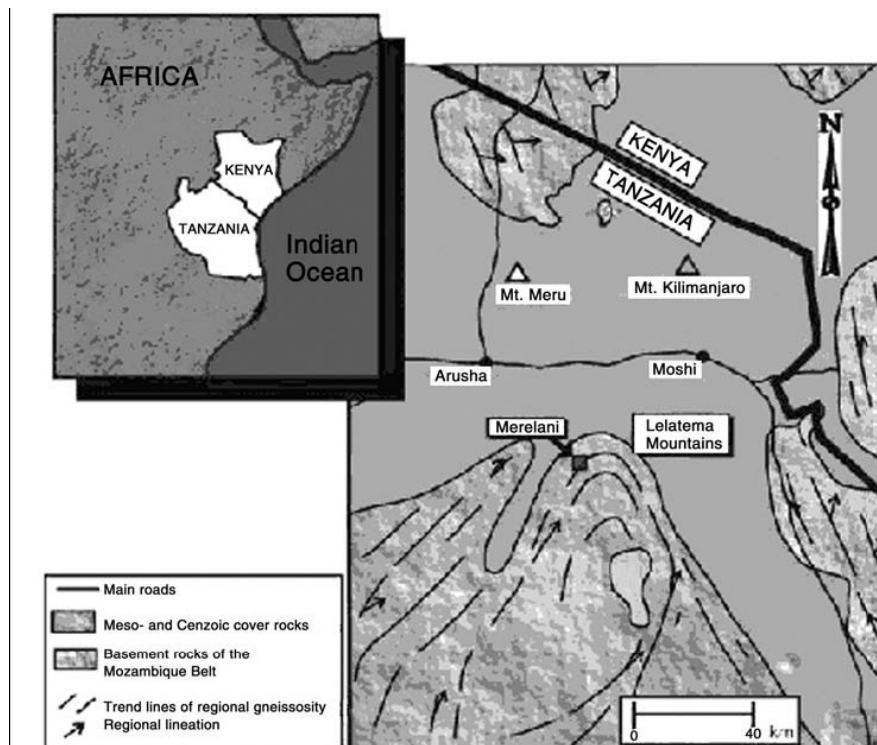 AFRICA
KENYA
TANZANIA
Indian
Ocean
KENYA
TANZANIA
N
Mt. Meru
Mt. Kilimanjaro
Arusha
Moshi
Merelani
Lelatema
Mountains
Main roads
Meso- and Cenzoic cover rocks
Basement rocks of the
Mozambique Belt
Trend lines of regional gneissosity
Regional lineation
0
40
km